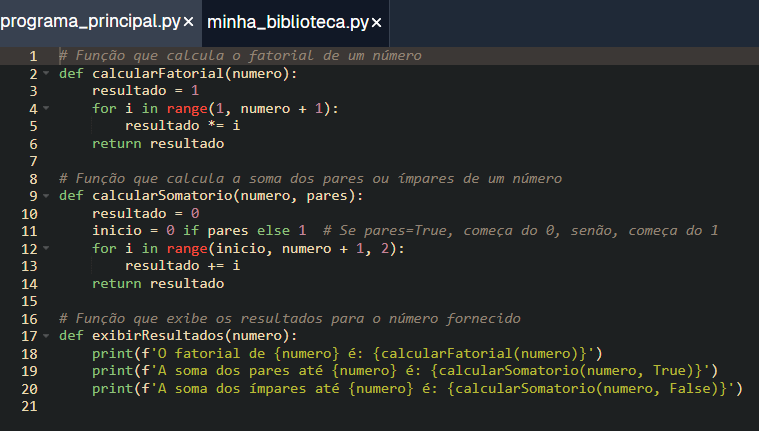 programa_principal.py× minha_biblioteca.py×
1 # Função que calcula o fatorial de um número
2 def calcularFatorial(numero):
3     resultado = 1
4     for i in range(1, numero + 1):
5         resultado *= i
6     return resultado
7
8 # Função que calcula a soma dos pares ou ímpares de um número
9 def calcularSomatorio(numero, pares):
10     resultado = 0
11     inicio = 0 if pares else 1  # Se pares=True, começa do 0, senão, começa do 1
12     for i in range(inicio, numero + 1, 2):
13         resultado += i
14     return resultado
15
16 # Função que exibe os resultados para o número fornecido
17 def exibirResultados(numero):
18     print(f'O fatorial de {numero} é: {calcularFatorial(numero)}')
19     print(f'A soma dos pares até {numero} é: {calcularSomatorio(numero, True)}')
20     print(f'A soma dos ímpares até {numero} é: {calcularSomatorio(numero, False)}')
21